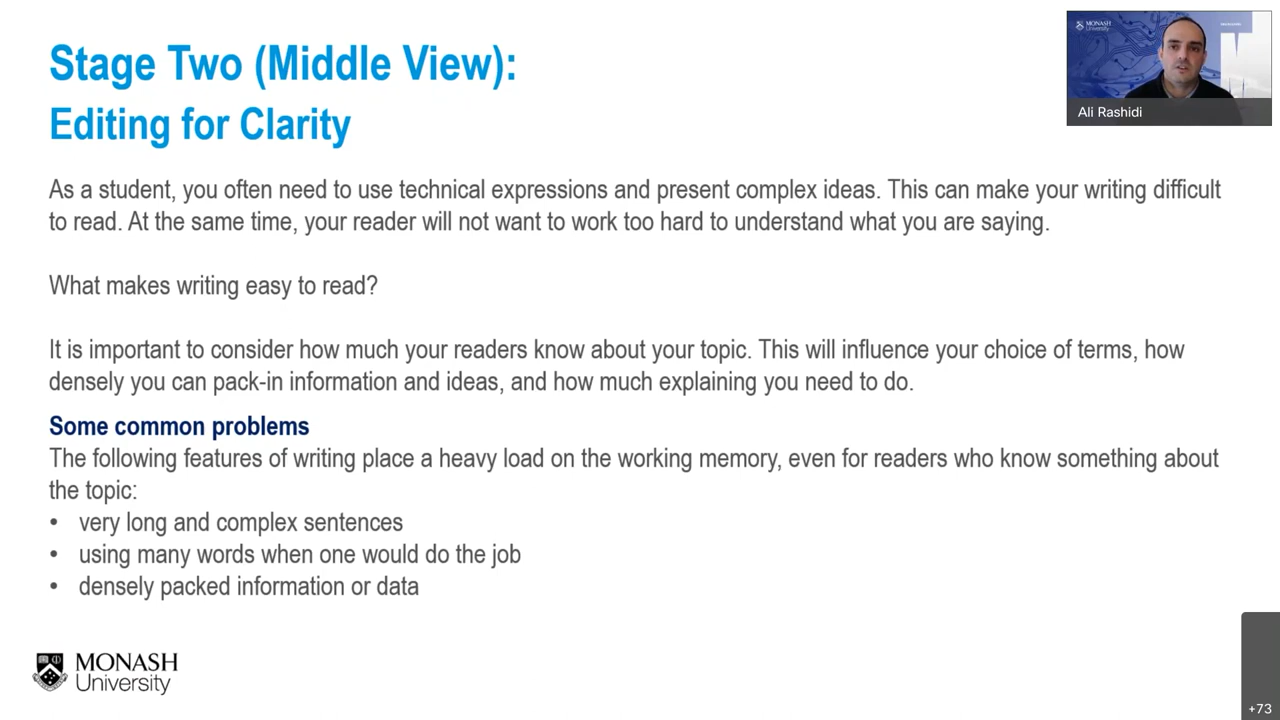 Stage Two (Middle View):
Editing for Clarity
As a student, you often need to use technical expressions and present complex ideas. This can make your writing difficult
to read. At the same time, your reader will not want to work too hard to understand what you are saying.
What makes writing easy to read?
It is important to consider how much your readers know about your topic. This will influence your choice of terms, how
densely you can pack-in information and ideas, and how much explaining you need to do.
Some common problems
The following features of writing place a heavy load on the working memory, even for readers who know something about
the topic:
• very long and complex sentences
• using many words when one would do the job
• densely packed information or data
MONASH
University
MONASH
University
Ali Rashidi
+73